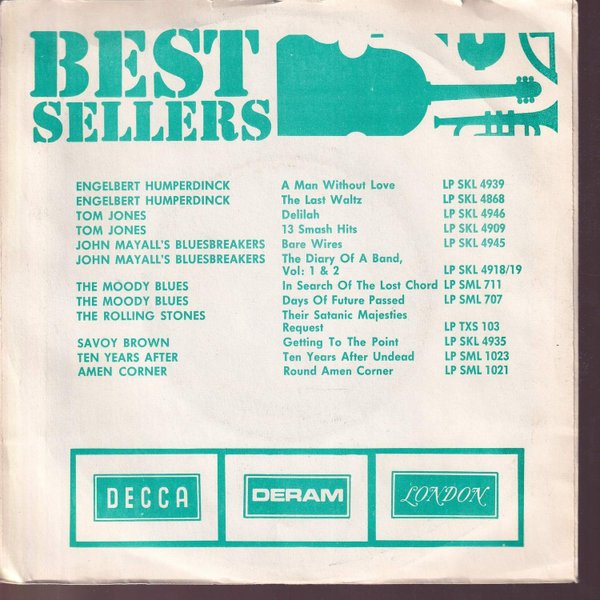 BEST
SELLERS
ENGELBERT HUMPERDINCK A Man Without Love LP SKL 4939
ENGELBERT HUMPERDINCK The Last Waltz LP SKL 4868
TOM JONES Delilah LP SKL 4946
TOM JONES 13 Smash Hits LP SKL 4909
JOHN MAYALL'S BLUESBREAKERS Bare Wires LP SKL 4945
JOHN MAYALL'S BLUESBREAKERS The Diary Of A Band,
Vol: 1 & 2 LP SKL 4918/19
THE MOODY BLUES In Search Of The Lost Chord LP SML 711
THE MOODY BLUES Days Of Future Passed LP SML 707
THE ROLLING STONES Their Satanic Majesties
Request LP TXS 103
SAVOY BROWN Getting To The Point LP SKL 4935
TEN YEARS AFTER Ten Years After Undead LP SML 1023
AMEN CORNER Round Amen Corner LP SML 1021
DECCA DERAM LONDON